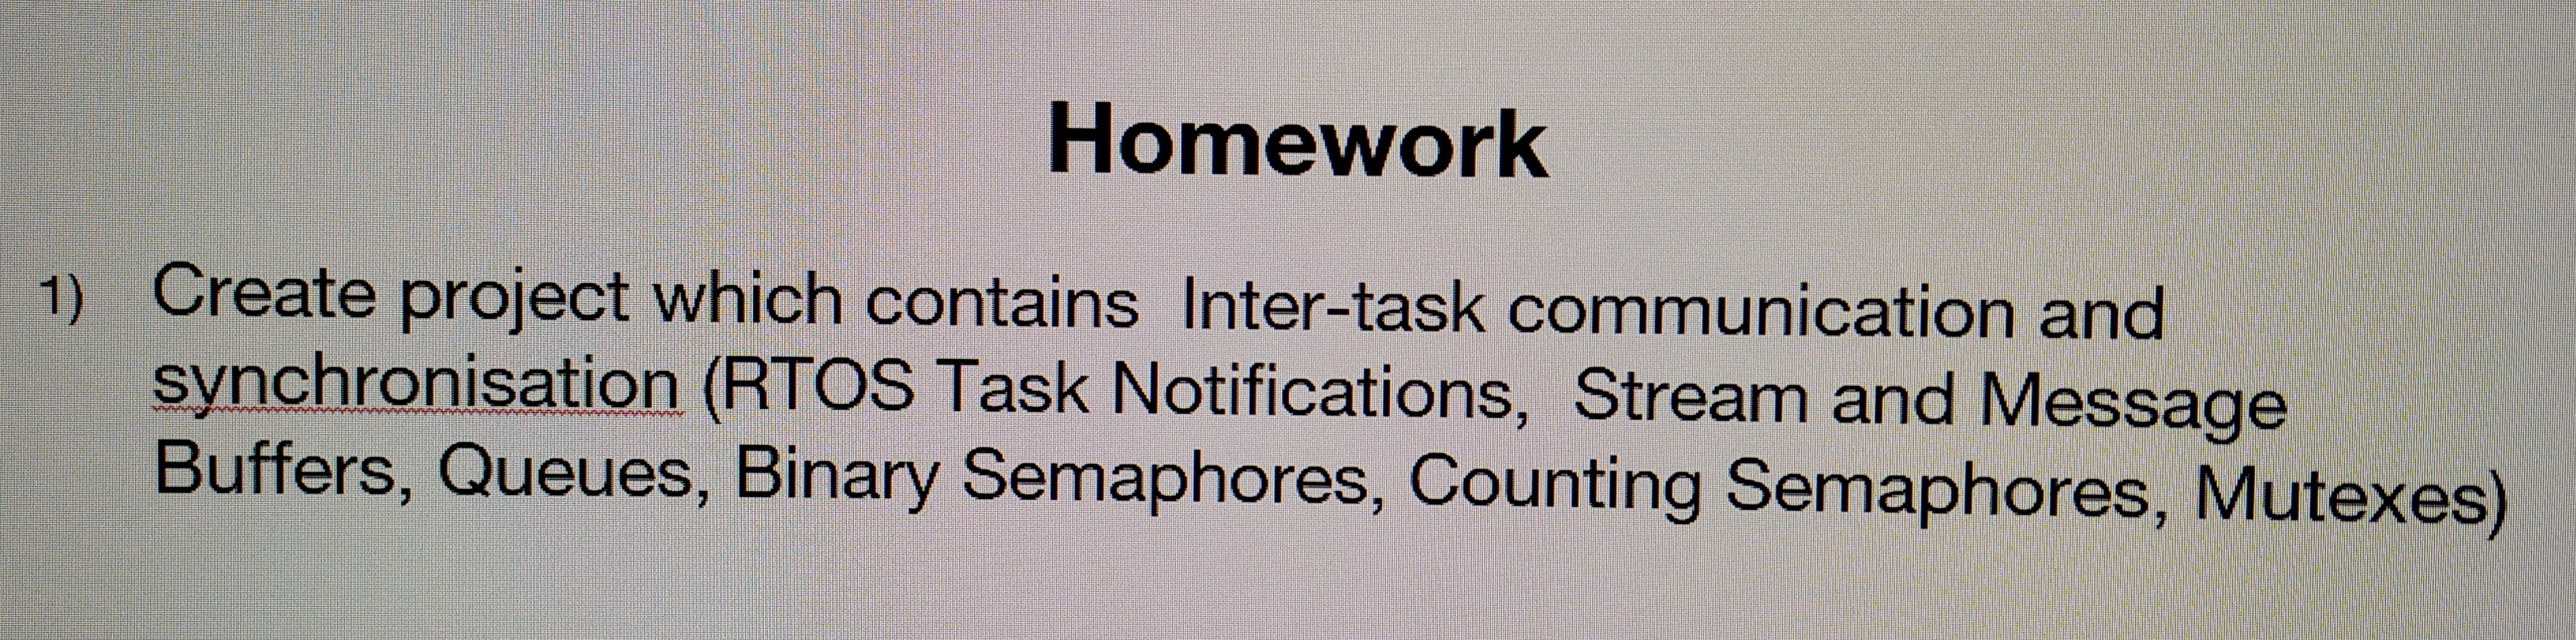 Homework
1) Create project which contains  Inter-task communication and
synchronisation (RTOS Task Notifications,  Stream and Message
Buffers, Queues, Binary Semaphores, Counting Semaphores, Mutexes)